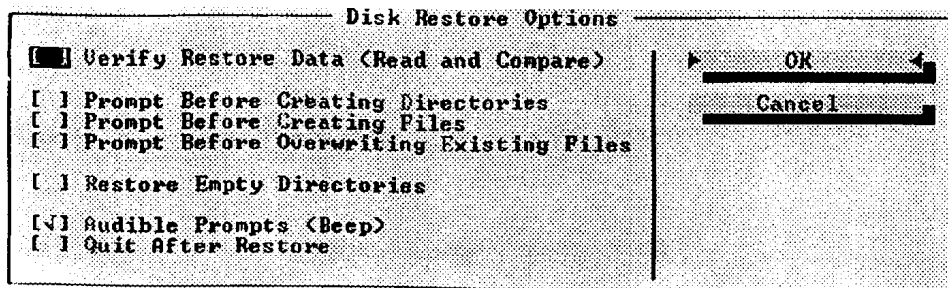 Disk Restore Options
[ ] Verify Restore Data (Read and Compare)
[ ] Prompt Before Creating Directories
[ ] Prompt Before Creating Files
[ ] Prompt Before Overwriting Existing Files
[ ] Restore Empty Directories
[√] Audible Prompts (Beep)
[ ] Quit After Restore
► OK ◄
Cancel